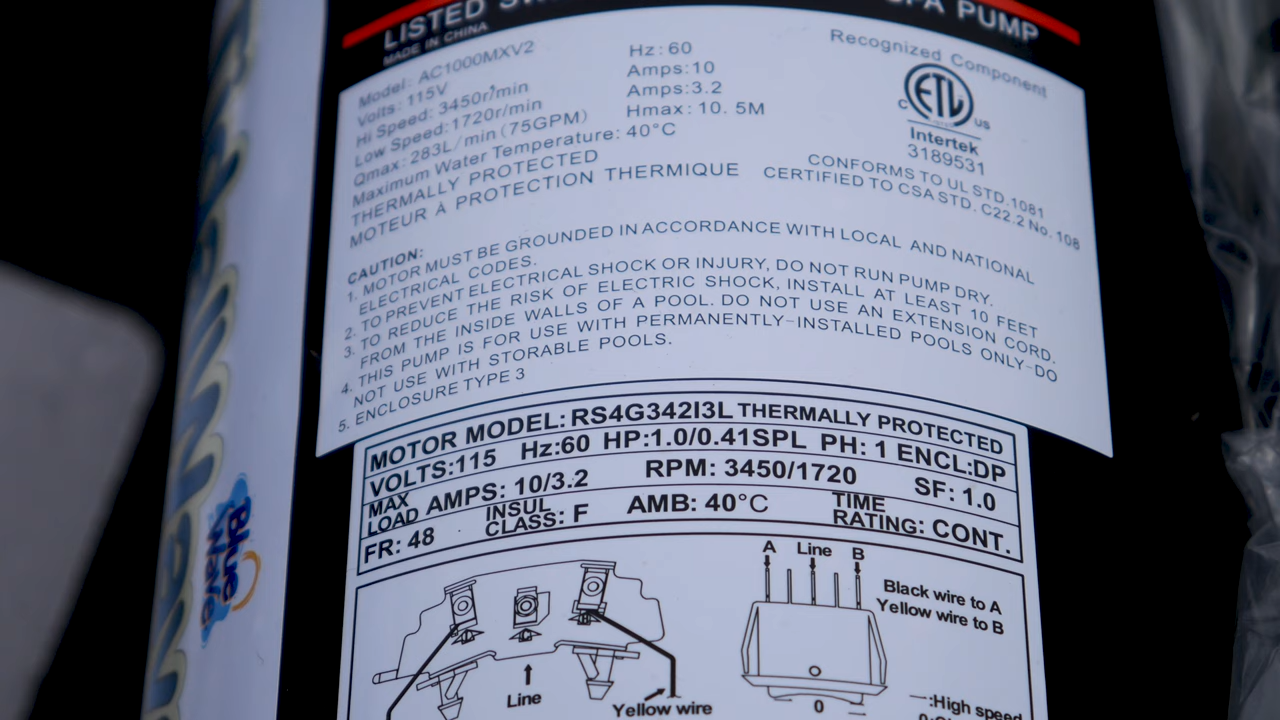 LISTED SW
SPA PUMP
MADE IN CHINA
Model: AC1000MXV2
Hz: 60
Volts: 115V
Amps:10
Hi Speed: 3450r/min
Amps:3.2
Low Speed:1720r/min
Hmax: 10. 5M
Qmax: 283L/min (75GPM)
Maximum Water Temperature: 40°C
THERMALLY PROTECTED
MOTEUR À PROTECTION THERMIQUE
Recognized Component
C ETL US
Intertek
3189531
CONFORMS TO UL STD.1081
CERTIFIED TO CSA STD. C22.2 No. 108
CAUTION:
1. MOTOR MUST BE GROUNDED IN ACCORDANCE WITH LOCAL AND NATIONAL
ELECTRICAL CODES.
2. TO PREVENT ELECTRICAL SHOCK OR INJURY, DO NOT RUN PUMP DRY.
3. TO REDUCE THE RISK OF ELECTRIC SHOCK, INSTALL AT LEAST 10 FEET
FROM THE INSIDE WALLS OF A POOL. DO NOT USE AN EXTENSION CORD.
4. THIS PUMP IS FOR USE WITH PERMANENTLY-INSTALLED POOLS ONLY-DO
NOT USE WITH STORABLE POOLS.
5. ENCLOSURE TYPE 3
MOTOR MODEL: RS4G342I3L THERMALLY PROTECTED
VOLTS:115 Hz:60 HP:1.0/0.41SPL PH: 1 ENCL:DP
MAX LOAD AMPS: 10/3.2 RPM: 3450/1720 SF: 1.0
FR: 48 INSUL CLASS: F AMB: 40°C TIME RATING: CONT.
A Line B
Black wire to A
Yellow wire to B
Line
Yellow wire
0
—:High speed
Blue
Wave